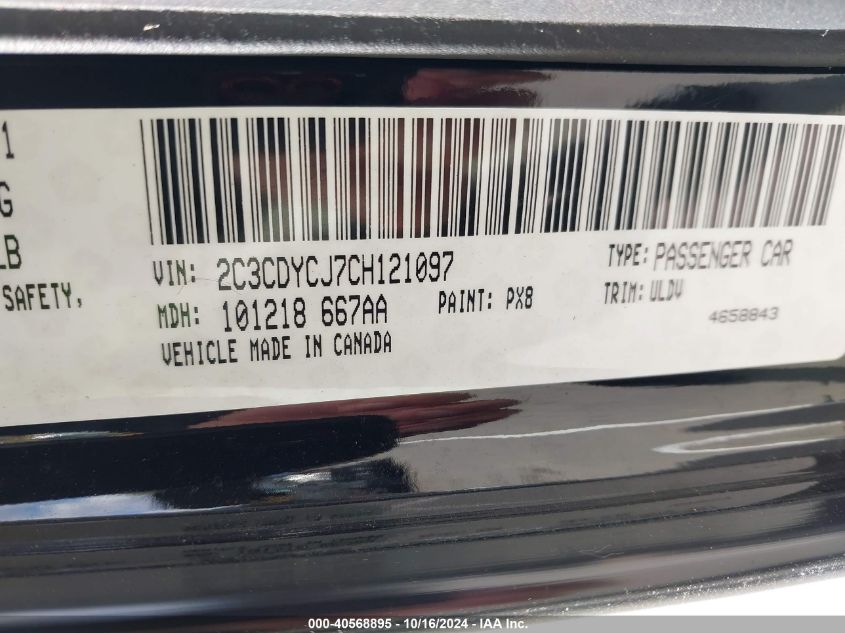 1
G
LB
SAFETY,
VIN: 2C3CDYCJ7CH121097
TYPE: PASSENGER CAR
MDH: 101218 667AA
PAINT: PX8
TRIM: ULDV
4658843
VEHICLE MADE IN CANADA
000-40568895 - 10/16/2024 - IAA Inc.